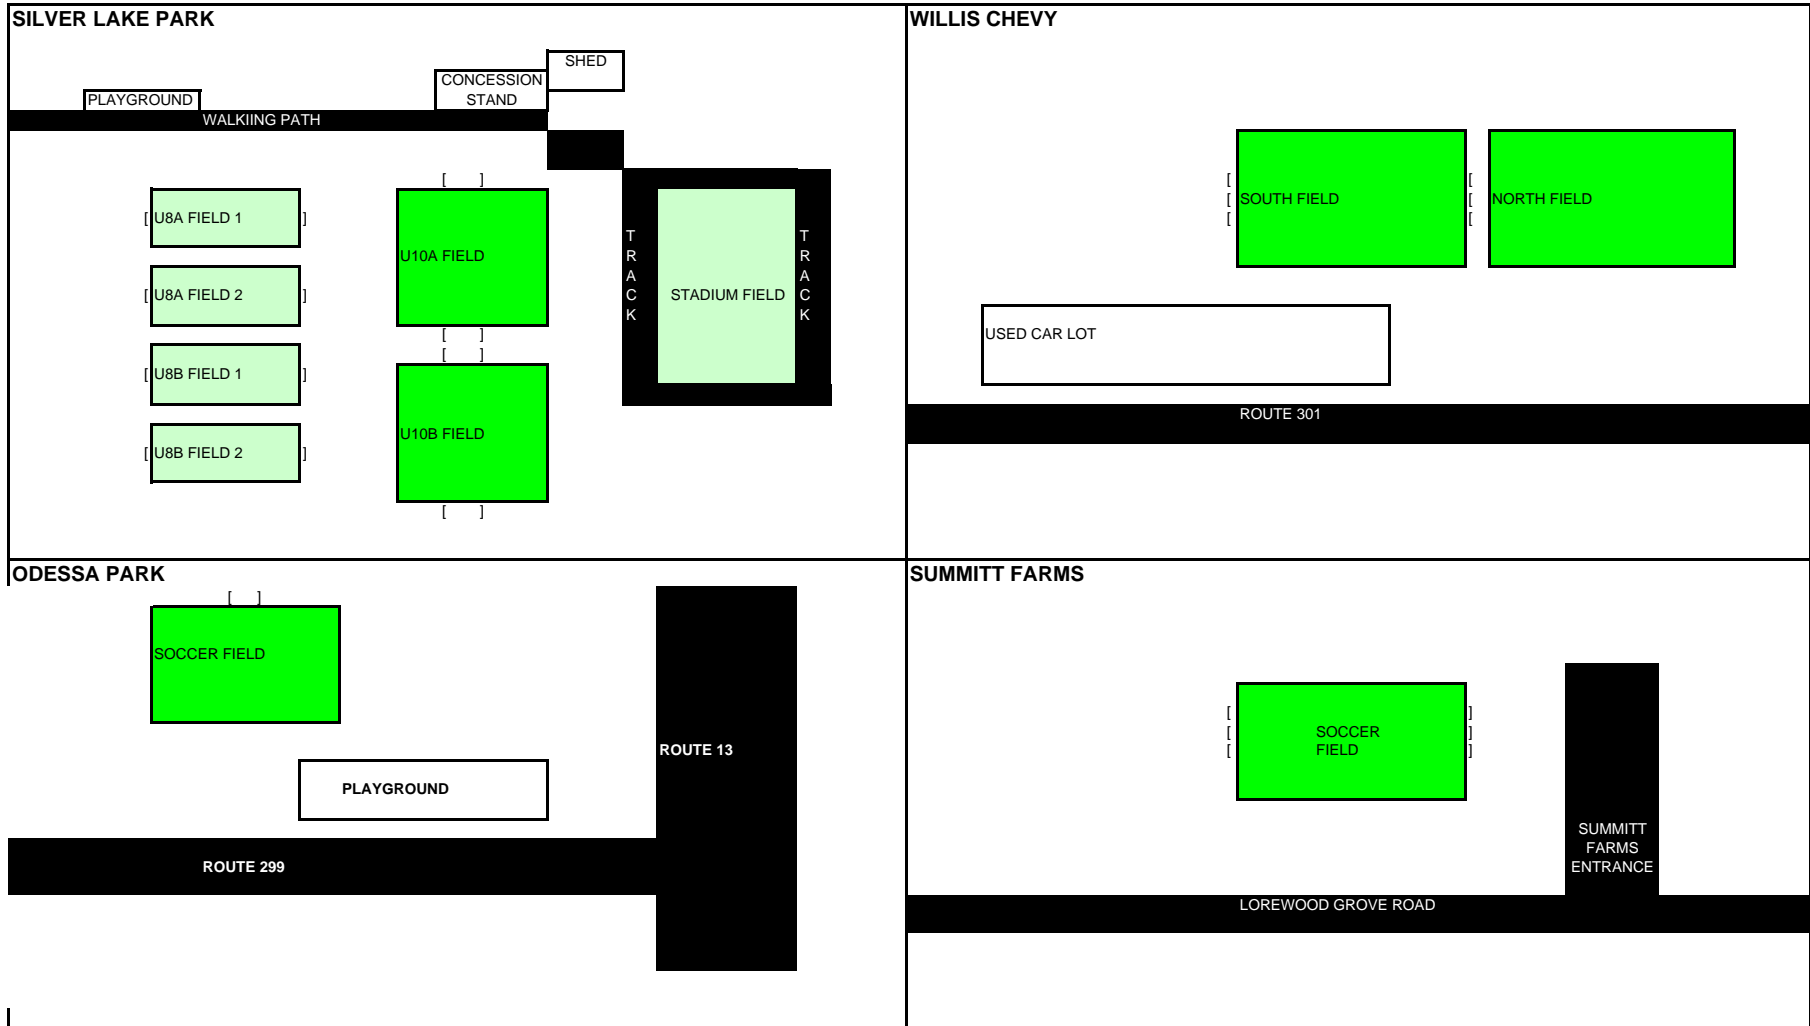 SILVER LAKE PARK
SHED
CONCESSION
STAND
PLAYGROUND
WALKIING PATH
[ ]
[ U8A FIELD 1 ]
U10A FIELD
[ U8A FIELD 2 ]
[ ]
[ ]
[ U8B FIELD 1 ]
U10B FIELD
[ U8B FIELD 2 ]
[ ]
T
R
A
C
K
STADIUM FIELD
T
R
A
C
K
WILLIS CHEVY
[ [
[ SOUTH FIELD [ NORTH FIELD
[ [
USED CAR LOT
ROUTE 301
ODESSA PARK
[ ]
SOCCER FIELD
ROUTE 13
PLAYGROUND
ROUTE 299
SUMMITT FARMS
[ ]
[ SOCCER ]
[ FIELD ]
SUMMITT
FARMS
ENTRANCE
LOREWOOD GROVE ROAD